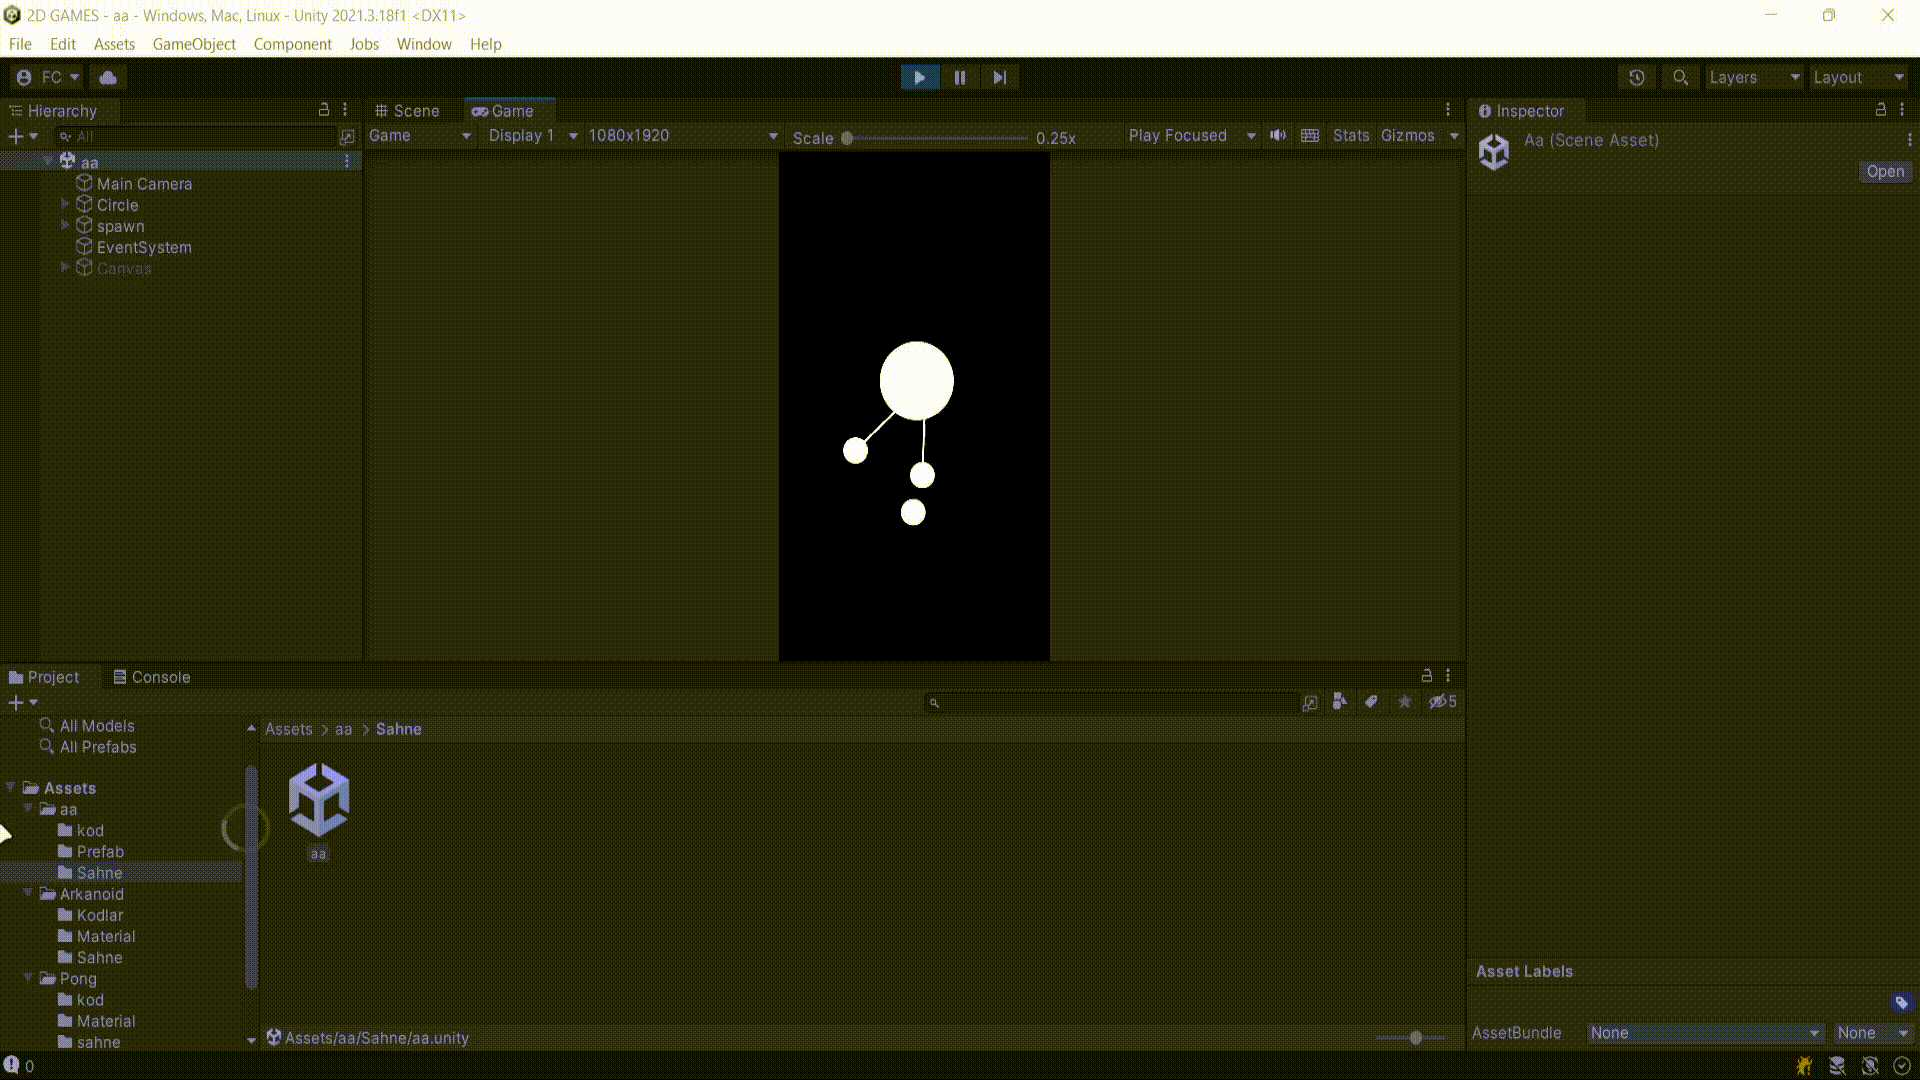 2D GAMES - aa - Windows, Mac, Linux - Unity 2021.3.18f1 <DX11>
File Edit Assets GameObject Component Jobs Window Help
FC Layers Layout
Hierarchy Scene Game Inspector
All Game Display 1 1080x1920 Scale 0.25x Play Focused Stats Gizmos
Aa (Scene Asset)
Open
aa
Main Camera
Circle
spawn
EventSystem
Canvas
Project Console
5
All Models
All Prefabs
Assets > aa > Sahne
Assets
aa
kod
Prefab
Sahne
Arkanoid
Kodlar
Material
Sahne
Pong
kod
Material
sahne
aa
Assets/aa/Sahne/aa.unity
Asset Labels
AssetBundle None None
0